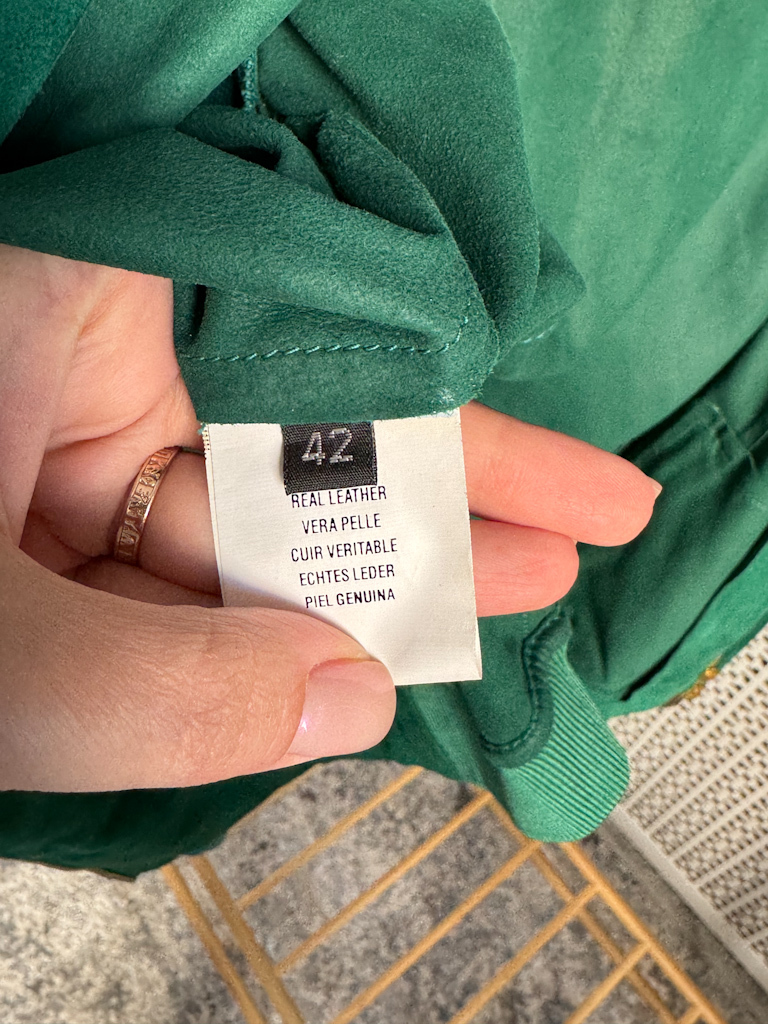 42
REAL LEATHER
VERA PELLE
CUIR VERITABLE
ECHTES LEDER
PIEL GENUINA